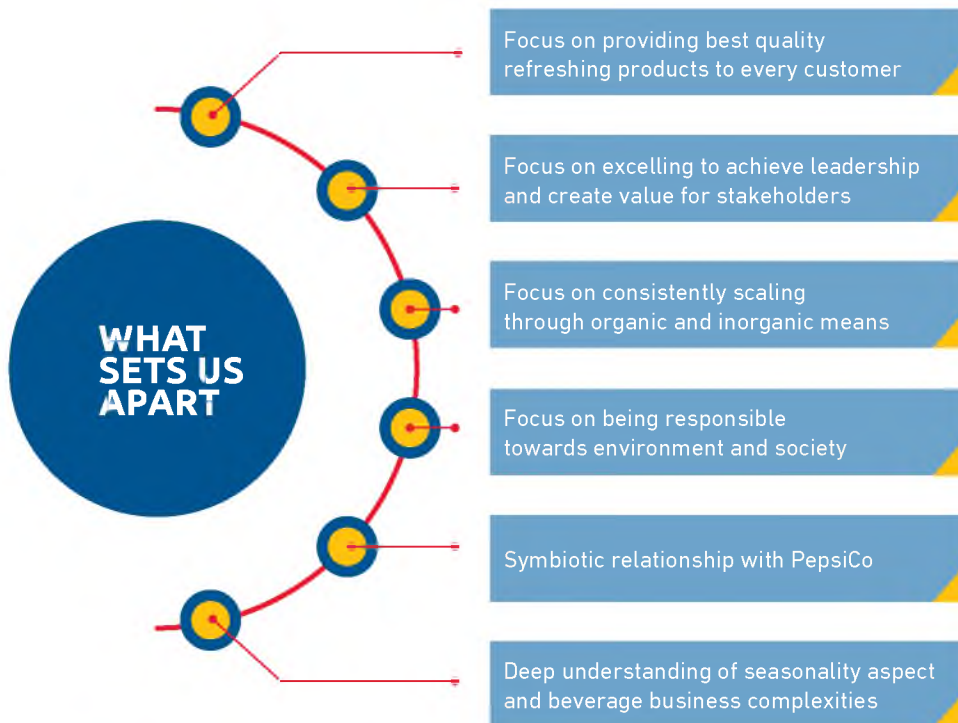 WHAT
SETS US
APART
Focus on providing best quality
refreshing products to every customer
Focus on excelling to achieve leadership
and create value for stakeholders
Focus on consistently scaling
through organic and inorganic means
Focus on being responsible
towards environment and society
Symbiotic relationship with PepsiCo
Deep understanding of seasonality aspect
and beverage business complexities